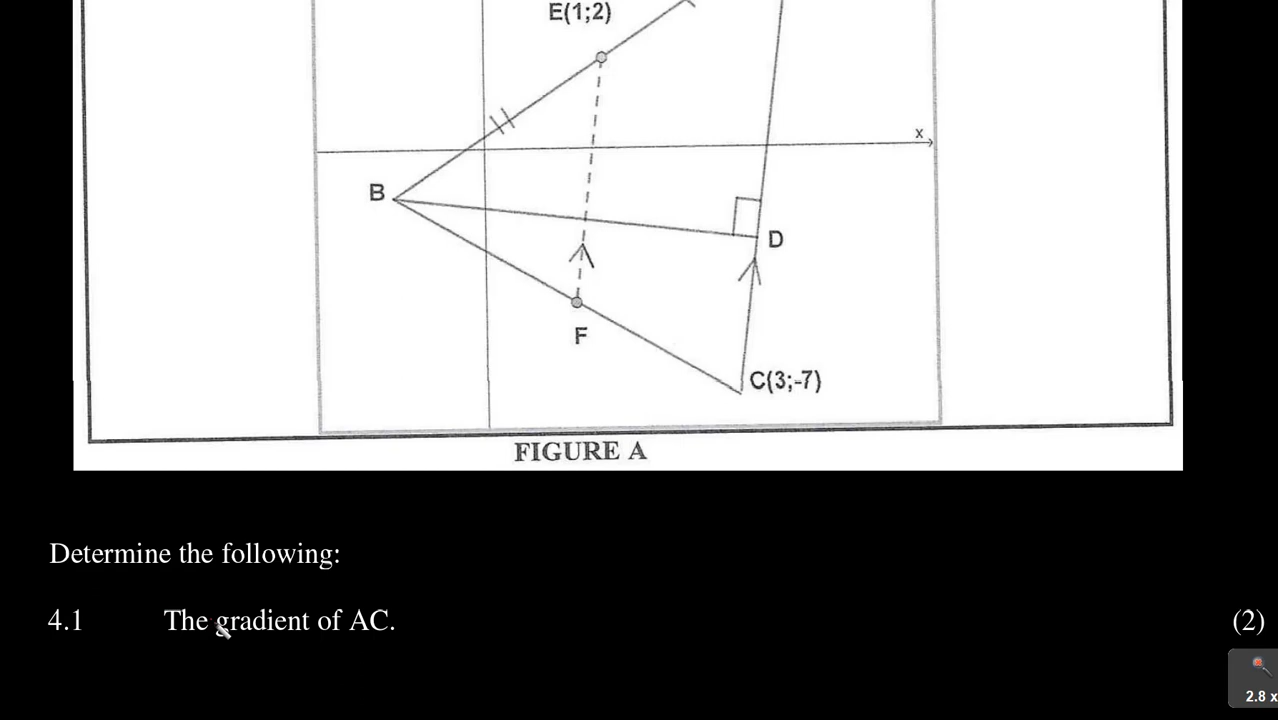 E(1;2)
x
B
D
F
C(3;-7)
FIGURE A
Determine the following:
4.1 The gradient of AC. (2)
2.8 x